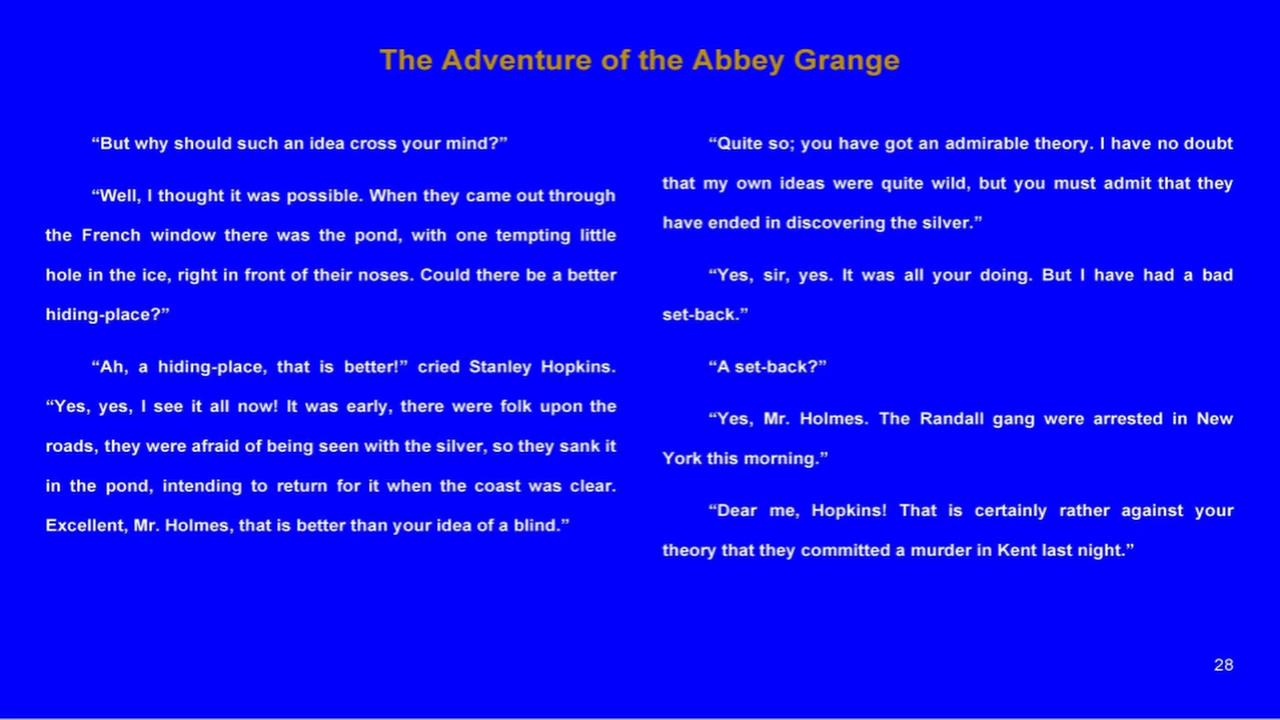 The Adventure of the Abbey Grange
“But why should such an idea cross your mind?”
“Well, I thought it was possible. When they came out through
the French window there was the pond, with one tempting little
hole in the ice, right in front of their noses. Could there be a better
hiding-place?”
“Ah, a hiding-place, that is better!” cried Stanley Hopkins.
“Yes, yes, I see it all now! It was early, there were folk upon the
roads, they were afraid of being seen with the silver, so they sank it
in the pond, intending to return for it when the coast was clear.
Excellent, Mr. Holmes, that is better than your idea of a blind.”
“Quite so; you have got an admirable theory. I have no doubt
that my own ideas were quite wild, but you must admit that they
have ended in discovering the silver.”
“Yes, sir, yes. It was all your doing. But I have had a bad
set-back.”
“A set-back?”
“Yes, Mr. Holmes. The Randall gang were arrested in New
York this morning.”
“Dear me, Hopkins! That is certainly rather against your
theory that they committed a murder in Kent last night.”
28